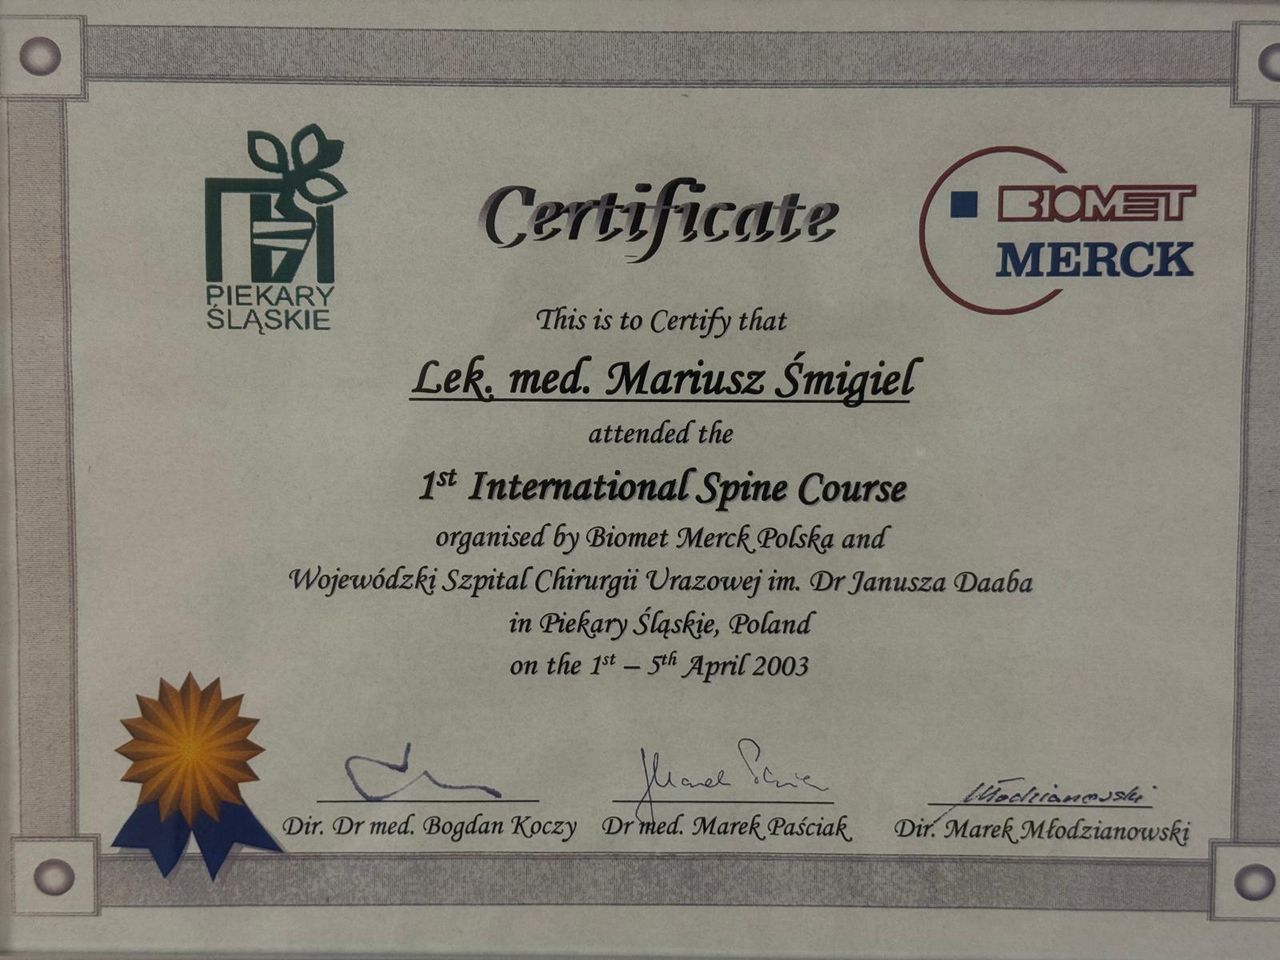 PIEKARY
ŚLĄSKIE
Certificate
BIOMET
MERCK
This is to Certify that
Lek. med. Mariusz Śmigiel
attended the
1st International Spine Course
organised by Biomet Merck Polska and
Wojewódzki Szpital Chirurgii Urazowej im. Dr Janusza Daaba
in Piekary Śląskie, Poland
on the 1st – 5th April 2003
Młodzianowski
Dir. Dr med. Bogdan Koczy
Dr med. Marek Paściak
Dir. Marek Młodzianowski